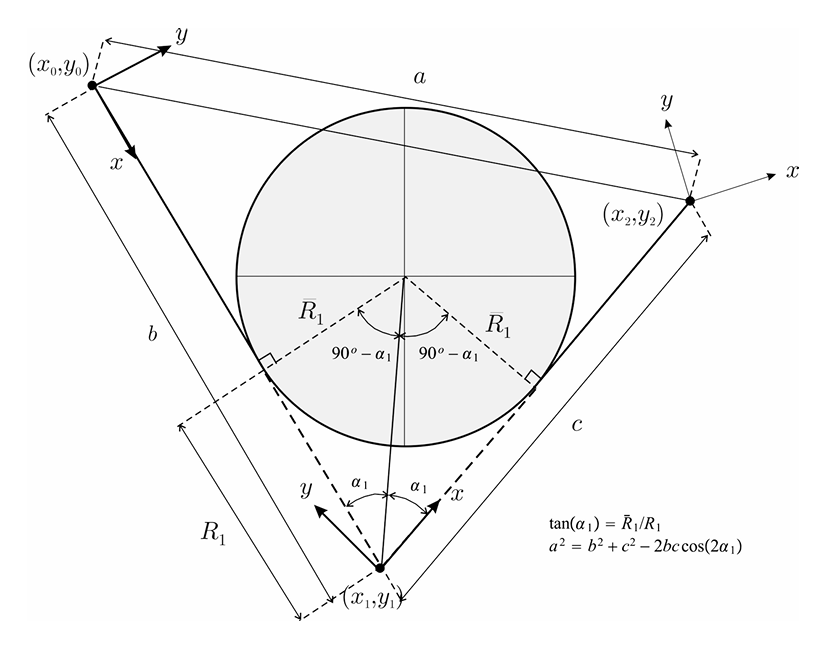 y
(x₀,y₀)
a
y
x
x
(x₂,y₂)
R̄₁
R̄₁
b
90° – α₁
90° – α₁
c
α₁
α₁
y
x
R₁
tan(α₁) = R̄₁/R₁
a² = b² + c² – 2bc cos(2α₁)
(x₁,y₁)